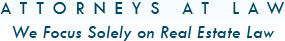 ATTORNEYS AT LAW
We Focus Solely on Real Estate Law